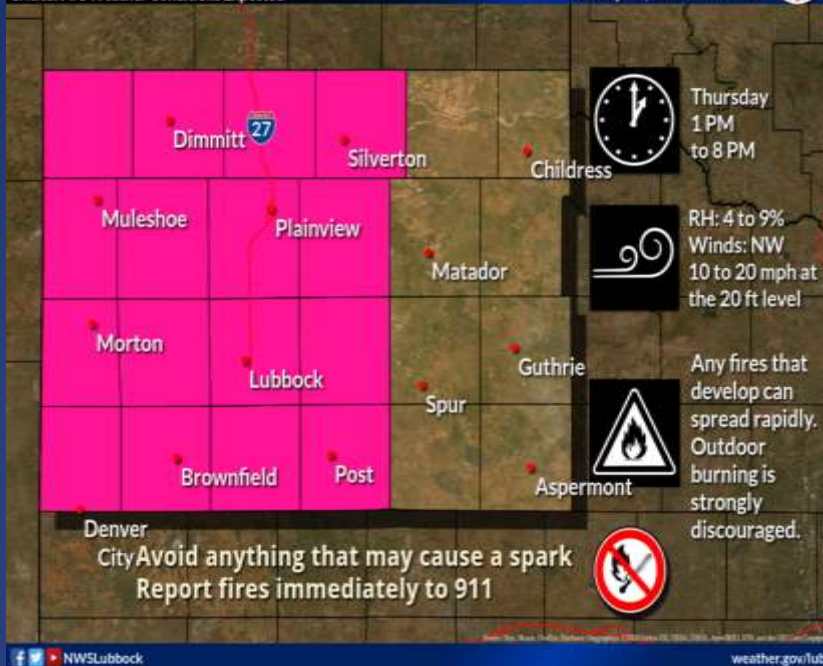 Thursday
1 PM
to 8 PM
Dimmitt
27
Silverton
Childress
Muleshoe
Plainview
RH: 4 to 9%
Winds: NW
10 to 20 mph at
the 20 ft level
Matador
Morton
Lubbock
Guthrie
Spur
Any fires that
develop can
spread rapidly.
Outdoor
burning is
strongly
discouraged.
Brownfield
Post
Aspermont
Denver
City
Avoid anything that may cause a spark
Report fires immediately to 911
NWSLubbock
weather.gov/lub